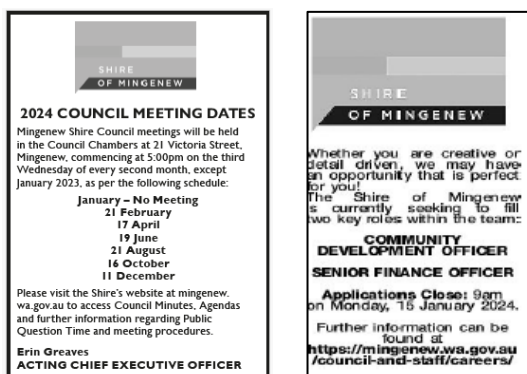 SHIRE
OF MINGENEW
2024 COUNCIL MEETING DATES
Mingenew Shire Council meetings will be held
in the Council Chambers at 21 Victoria Street,
Mingenew, commencing at 5:00pm on the third
Wednesday of every second month, except
January 2023, as per the following schedule:
January – No Meeting
21 February
17 April
19 June
21 August
16 October
11 December
Please visit the Shire's website at mingenew.
wa.gov.au to access Council Minutes, Agendas
and further information regarding Public
Question Time and meeting procedures.
Erin Greaves
ACTING CHIEF EXECUTIVE OFFICER
SHIRE
OF MINGENEW
Whether you are creative or
detail driven, we may have
an opportunity that is perfect
for you!
The Shire of Mingenew
is currently seeking to fill
two key roles within the team:
COMMUNITY
DEVELOPMENT OFFICER
SENIOR FINANCE OFFICER
Applications Close: 9am
on Monday, 15 January 2024.
Further information can be
found at
https://mingenew.wa.gov.au
/council-and-staff/careers/